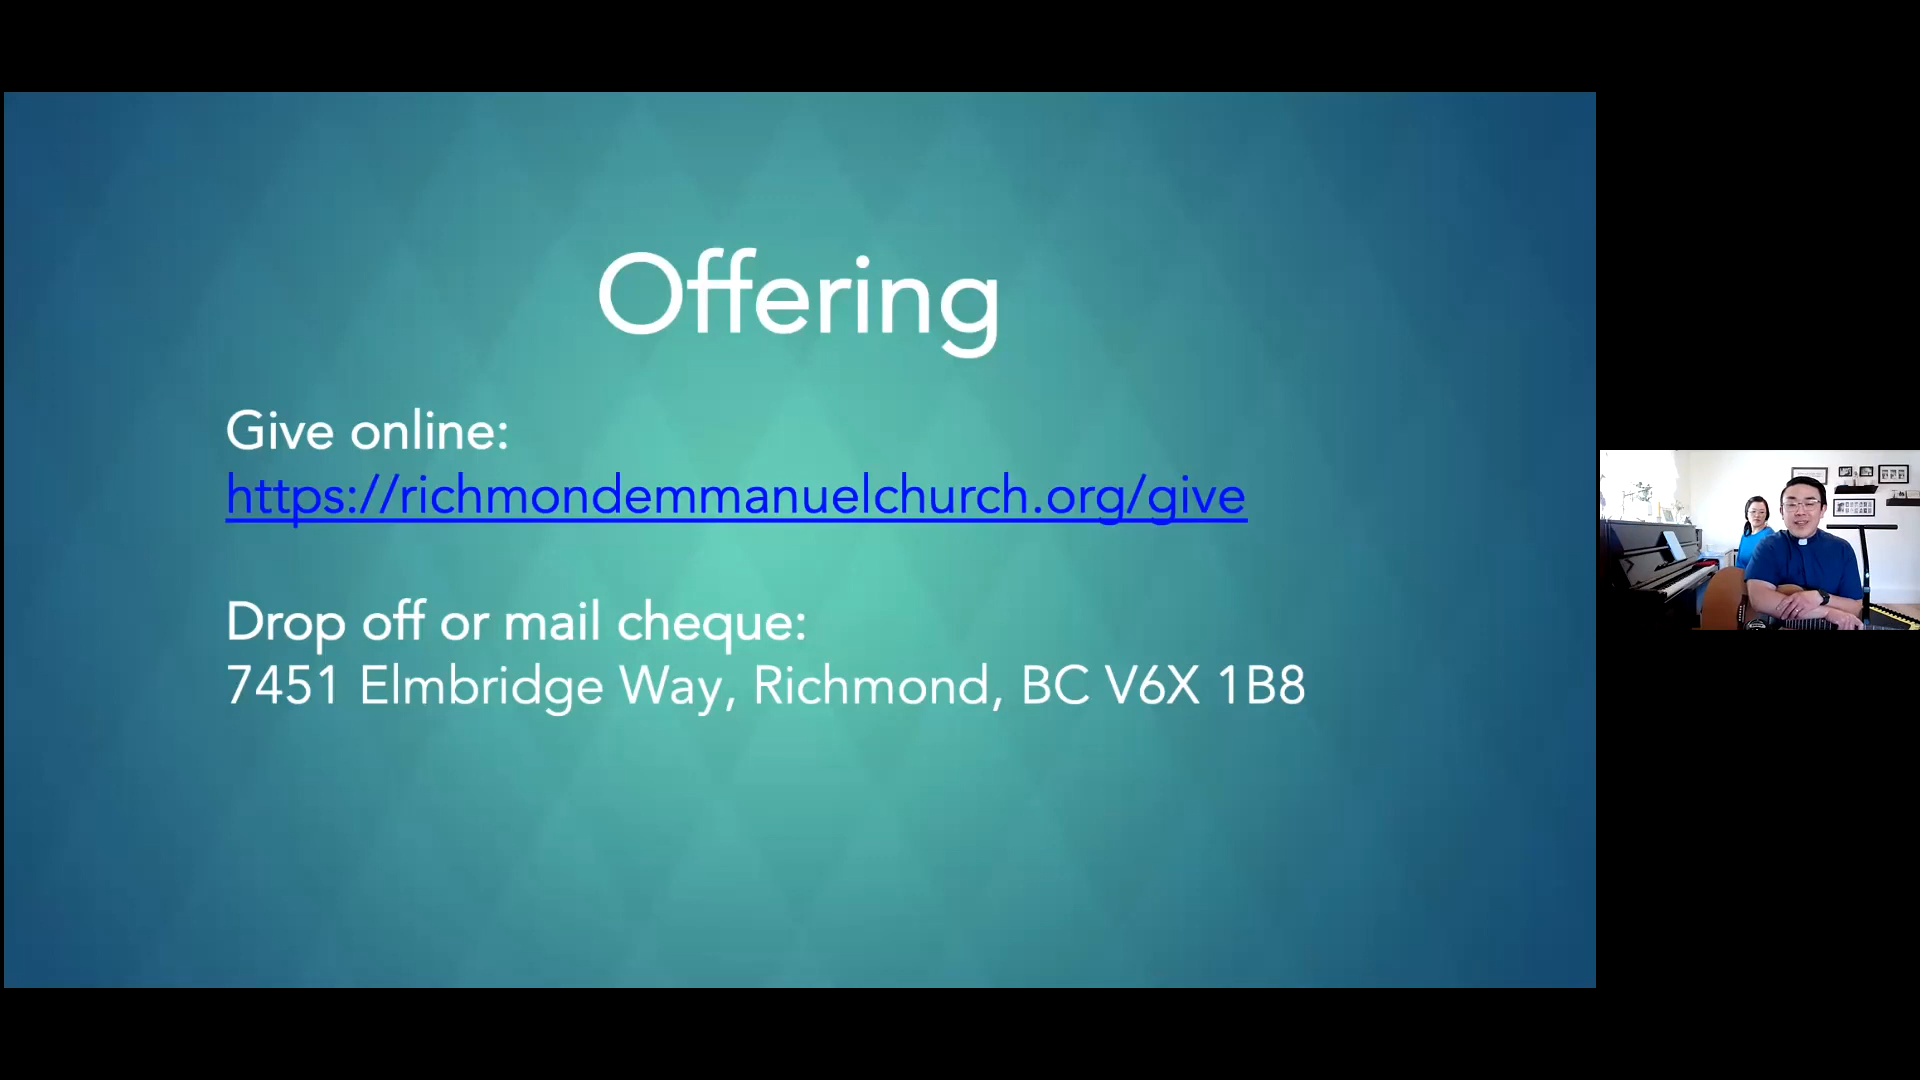 Offering
Give online:
https://richmondemmanuelchurch.org/give
Drop off or mail cheque:
7451 Elmbridge Way, Richmond, BC V6X 1B8